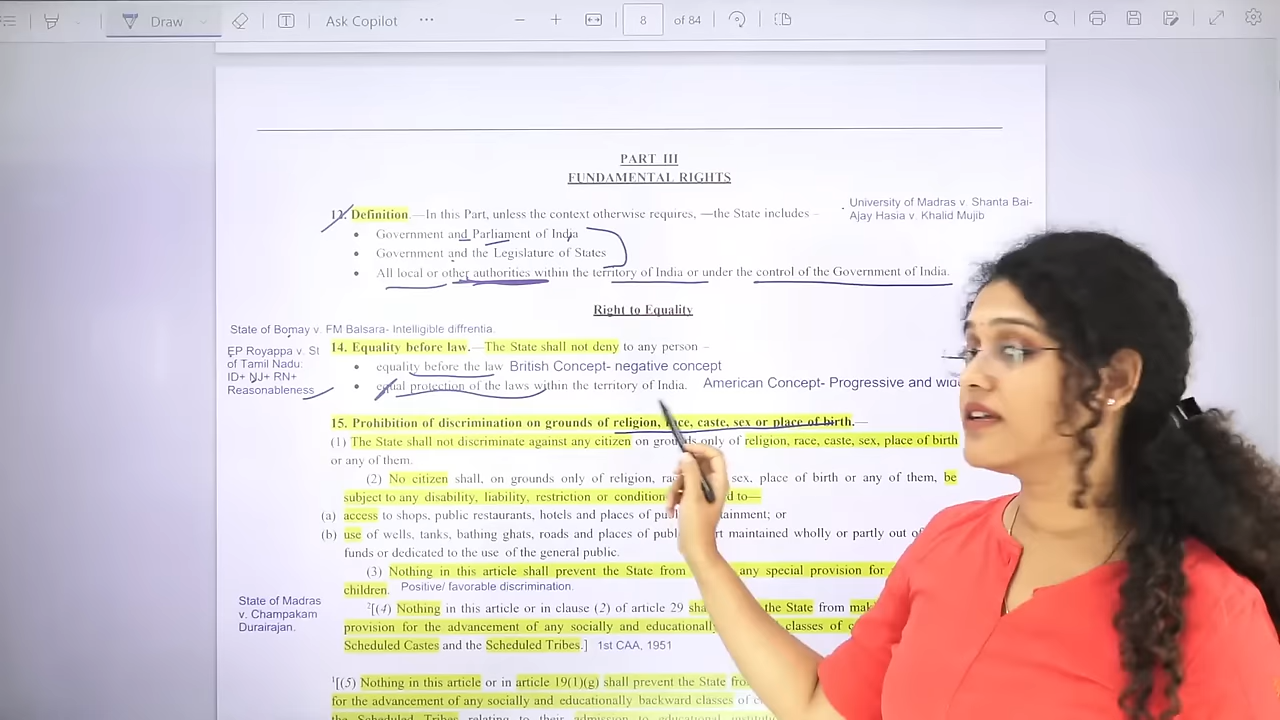 Draw
Ask Copilot
8 of 84
PART III
FUNDAMENTAL RIGHTS
12. Definition.—In this Part, unless the context otherwise requires, —the State includes –
University of Madras v. Shanta Bai-
Ajay Hasia v. Khalid Mujib
• Government and Parliament of India
• Government and the Legislature of States
• All local or other authorities within the territory of India or under the control of the Government of India.
Right to Equality
State of Bomay v. FM Balsara- Intelligible diffrentia.
EP Royappa v. St
of Tamil Nadu:
ID+ NJ+ RN+
Reasonableness
14. Equality before law.—The State shall not deny to any person –
• equality before the law British Concept- negative concept
• equal protection of the laws within the territory of India. American Concept- Progressive and
15. Prohibition of discrimination on grounds of religion, race, caste, sex or place of birth.—
(1) The State shall not discriminate against any citizen on grounds only of religion, race, caste, sex, place of birth
or any of them.
(2) No citizen shall, on grounds only of religion, sex, place of birth or any of them, be
subject to any disability, liability, restriction or condition to—
(a) access to shops, public restaurants, hotels and places of or
(b) use of wells, tanks, bathing ghats, roads and places of maintained wholly or partly out of
funds or dedicated to the use of the general public.
(3) Nothing in this article shall prevent the State from any special provision for
children. Positive/ favorable discrimination.
State of Madras
v. Champakam
Durairajan.
2[(4) Nothing in this article or in clause (2) of article 29 the State from
provision for the advancement of any socially and classes of
Scheduled Castes and the Scheduled Tribes.] 1st CAA, 1951
1[(5) Nothing in this article or in article 19(1)(g) shall prevent the State
for the advancement of any socially and educationally backward classes of
the Scheduled Tribes relating to their admission to educational